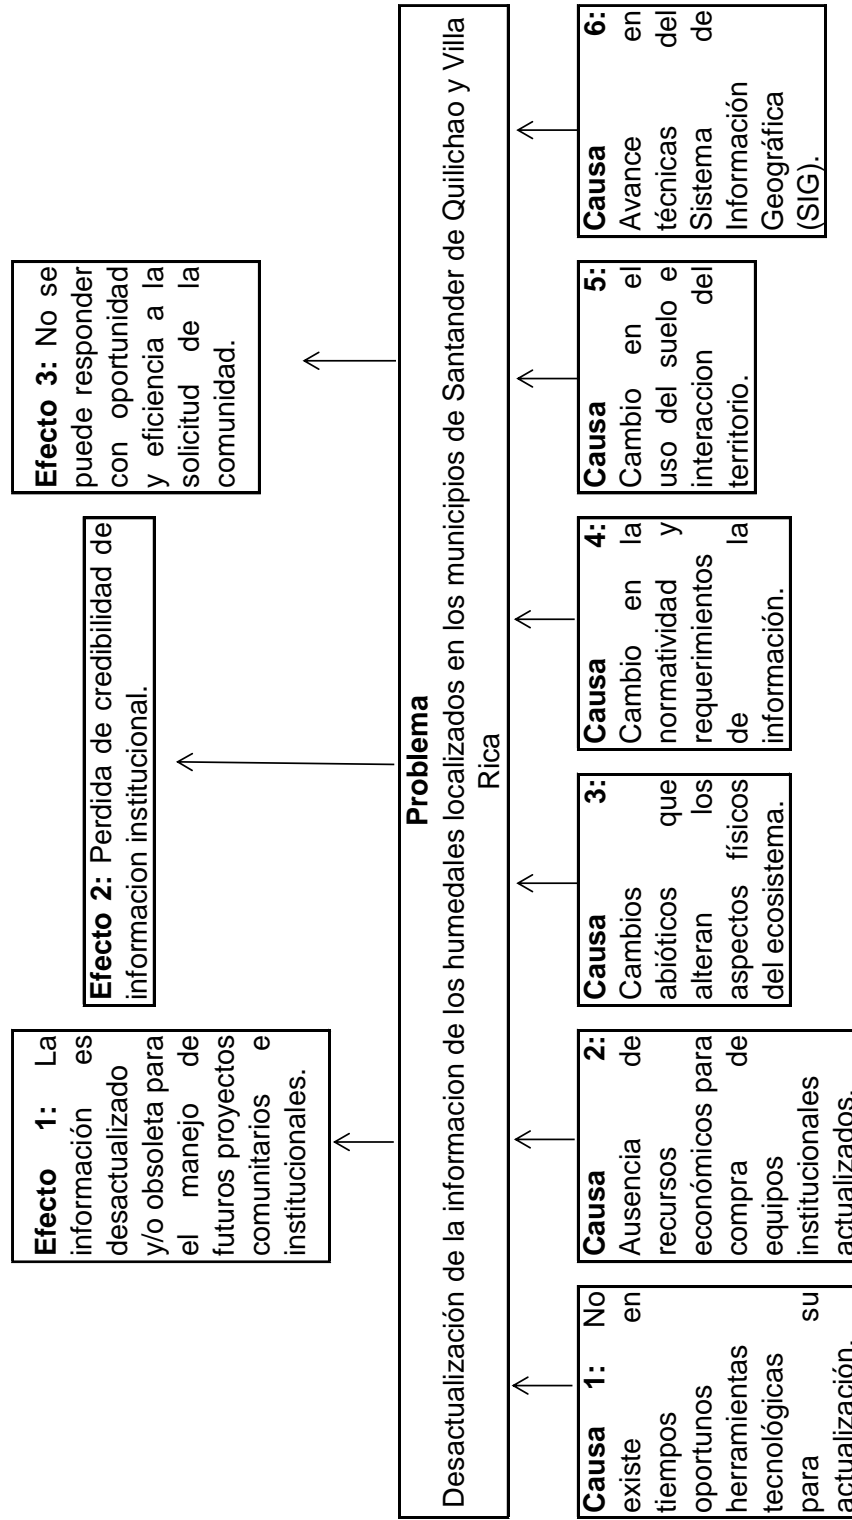 Efecto 1: La
información es
desactualizado
y/o obsoleta para
el manejo de
futuros proyectos
comunitarios e
institucionales.
Efecto 2: Perdida de credibilidad de
informacion institucional.
Efecto 3: No se
puede responder
con oportunidad
y eficiencia a la
solicitud de la
comunidad.
Problema
Desactualización de la informacion de los humedales localizados en los municipios de Santander de Quilichao y Villa
Rica
Causa 1: No
existe en
tiempos
oportunos
herramientas
tecnológicas
para su
actualización.
Causa 2:
Ausencia de
recursos
económicos para
compra de
equipos
institucionales
actualizados.
Causa 3:
Cambios
abióticos que
alteran los
aspectos físicos
del ecosistema.
Causa 4:
Cambio en la
normatividad y
requerimientos
de la
información.
Causa 5:
Cambio en el
uso del suelo e
interaccion del
territorio.
Causa 6:
Avance en
técnicas del
Sistema de
Información
Geográfica
(SIG).